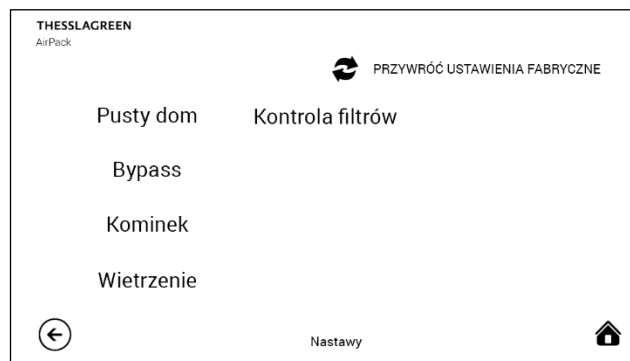 THESSLAGREEN
AirPack
PRZYWRÓĆ USTAWIENIA FABRYCZNE
Pusty dom
Kontrola filtrów
Bypass
Kominek
Wietrzenie
Nastawy